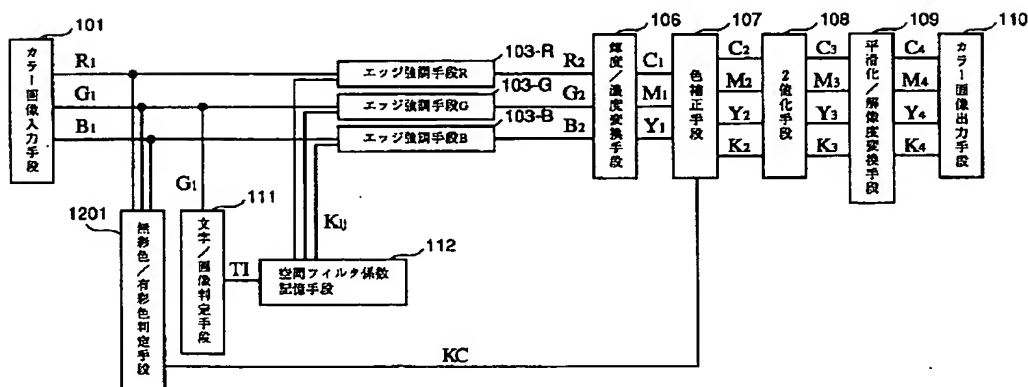 101
カラー画像入力手段
R1
G1
B1
103-R
エッジ強調手段R
103-G
エッジ強調手段G
103-B
エッジ強調手段B
R2
G2
B2
106
輝度/濃度変換手段
C1
M1
Y1
107
色補正手段
C2
M2
Y2
K2
108
2値化手段
C3
M3
Y3
K3
109
平滑化/解像度変換手段
C4
M4
Y4
K4
110
カラー画像出力手段
1201
無彩色/有彩色判定手段
G1
111
文字/画像判定手段
TI
Kij
112
空間フィルタ係数
記憶手段
KC